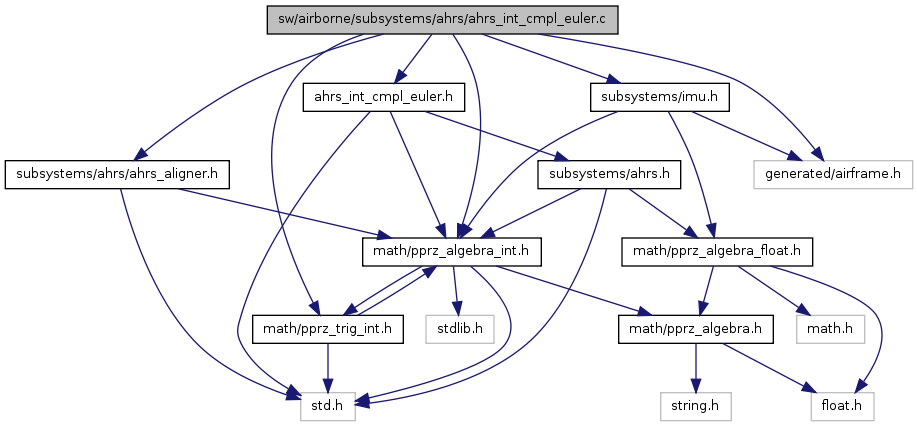 sw/airborne/subsystems/ahrs/ahrs_int_cmpl_euler.c
ahrs_int_cmpl_euler.h
subsystems/imu.h
subsystems/ahrs/ahrs_aligner.h
subsystems/ahrs.h
generated/airframe.h
math/pprz_algebra_int.h
math/pprz_algebra_float.h
math/pprz_trig_int.h
stdlib.h
math/pprz_algebra.h
math.h
std.h
string.h
float.h